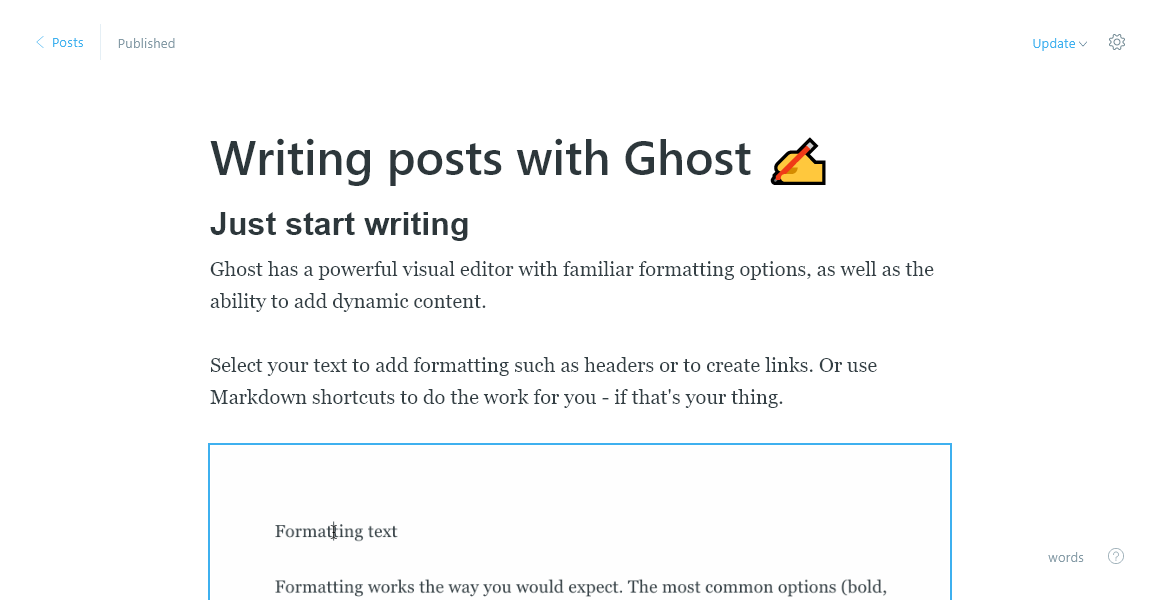 Posts
Published
Update
Writing posts with Ghost ✍️
Just start writing
Ghost has a powerful visual editor with familiar formatting options, as well as the
ability to add dynamic content.
Select your text to add formatting such as headers or to create links. Or use
Markdown shortcuts to do the work for you - if that's your thing.
Formatting text
words
Formatting works the way you would expect. The most common options (bold,